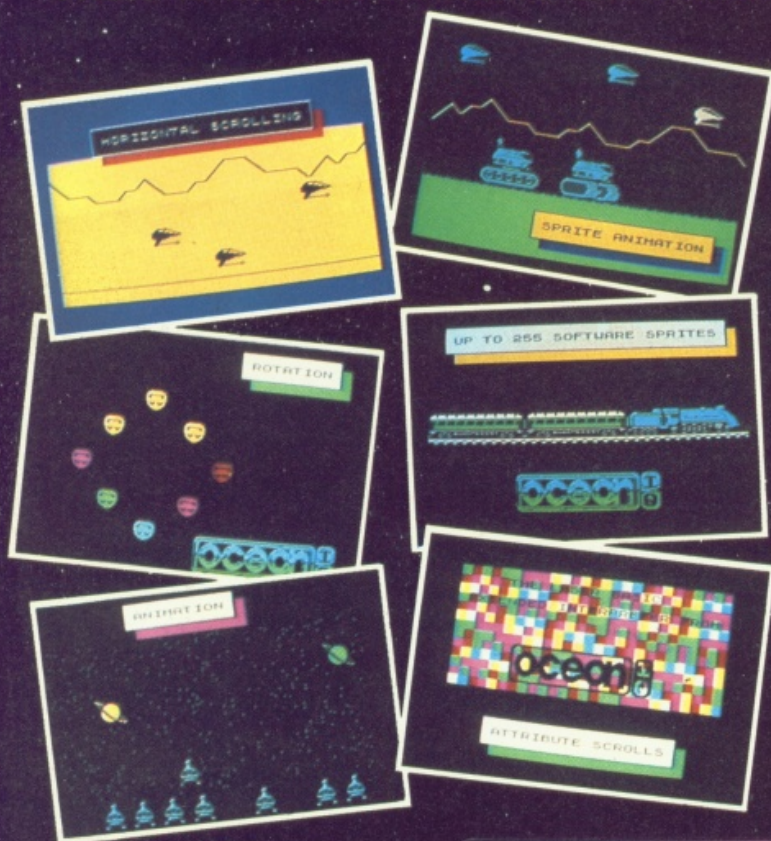 HORIZONTAL SCROLLING
SPRITE ANIMATION
ROTATION
ocean
UP TO 255 SOFTWARE SPRITES
ocean
ANIMATION
ocean
ATTRIBUTE SCROLLS